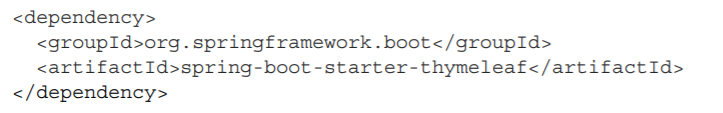 <dependency>
  <groupId>org.springframework.boot</groupId>
  <artifactId>spring-boot-starter-thymeleaf</artifactId>
</dependency>